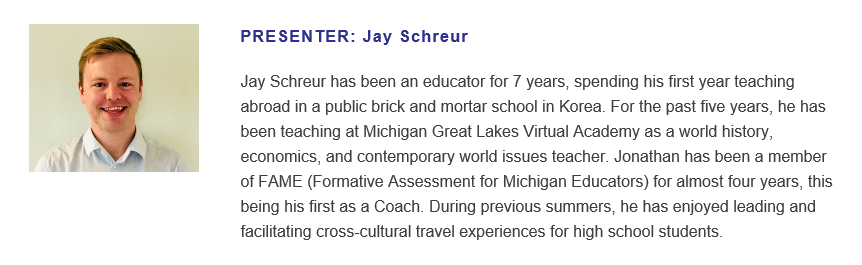 PRESENTER: Jay Schreur
Jay Schreur has been an educator for 7 years, spending his first year teaching
abroad in a public brick and mortar school in Korea. For the past five years, he has
been teaching at Michigan Great Lakes Virtual Academy as a world history,
economics, and contemporary world issues teacher. Jonathan has been a member
of FAME (Formative Assessment for Michigan Educators) for almost four years, this
being his first as a Coach. During previous summers, he has enjoyed leading and
facilitating cross-cultural travel experiences for high school students.